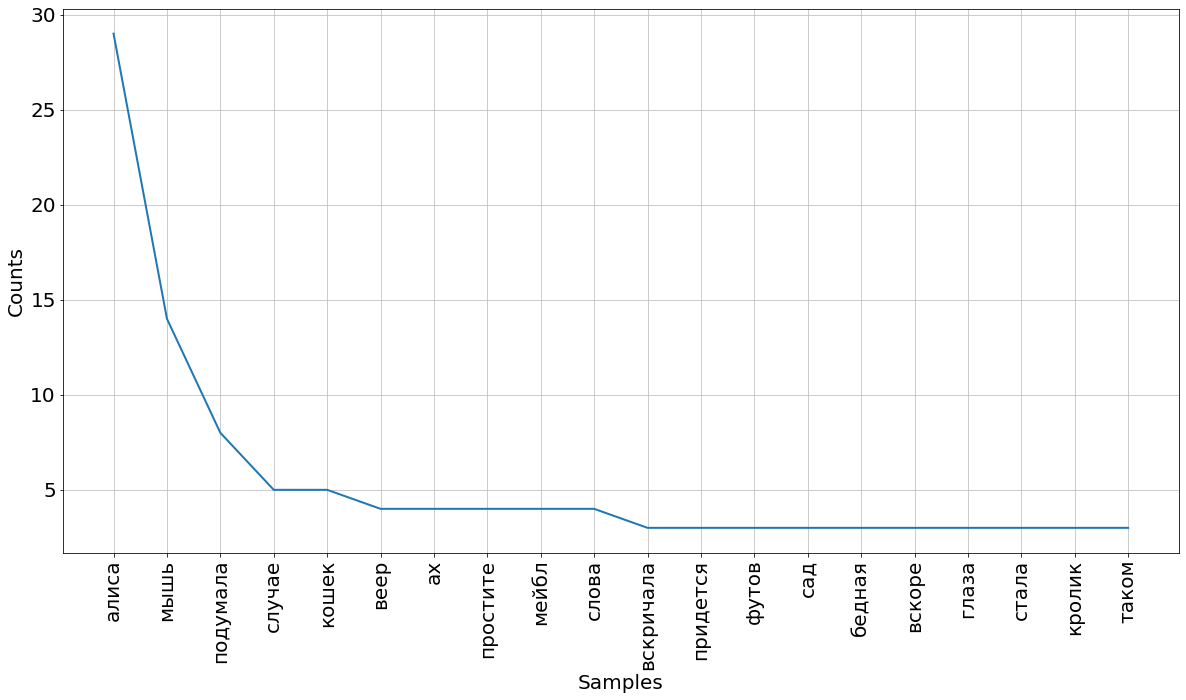 30
25
20
15
10
5
Counts
алиса
мышь
подумала
случае
кошек
веер
ах
простите
мейбл
слова
вскричала
придется
футов
сад
бедная
вскоре
глаза
стала
кролик
таком
Samples